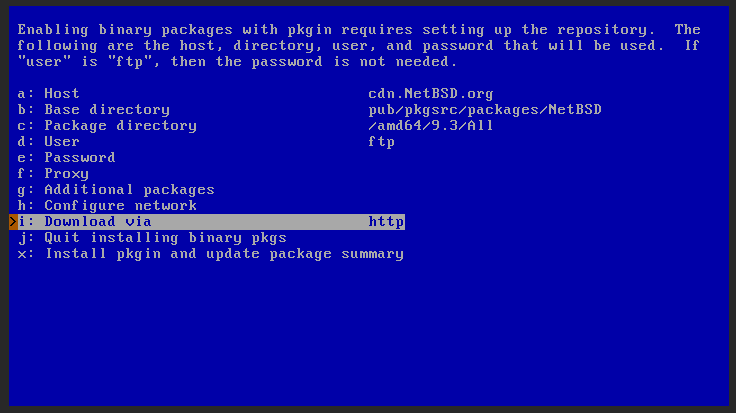 Enabling binary packages with pkgin requires setting up the repository.  The
following are the host, directory, user, and password that will be used.  If
"user" is "ftp", then the password is not needed.
a: Host                                cdn.NetBSD.org
b: Base directory                      pub/pkgsrc/packages/NetBSD
c: Package directory                   /amd64/9.3/All
d: User                                ftp
e: Password
f: Proxy
g: Additional packages
h: Configure network
>i: Download via                        http
j: Quit installing binary pkgs
x: Install pkgin and update package summary